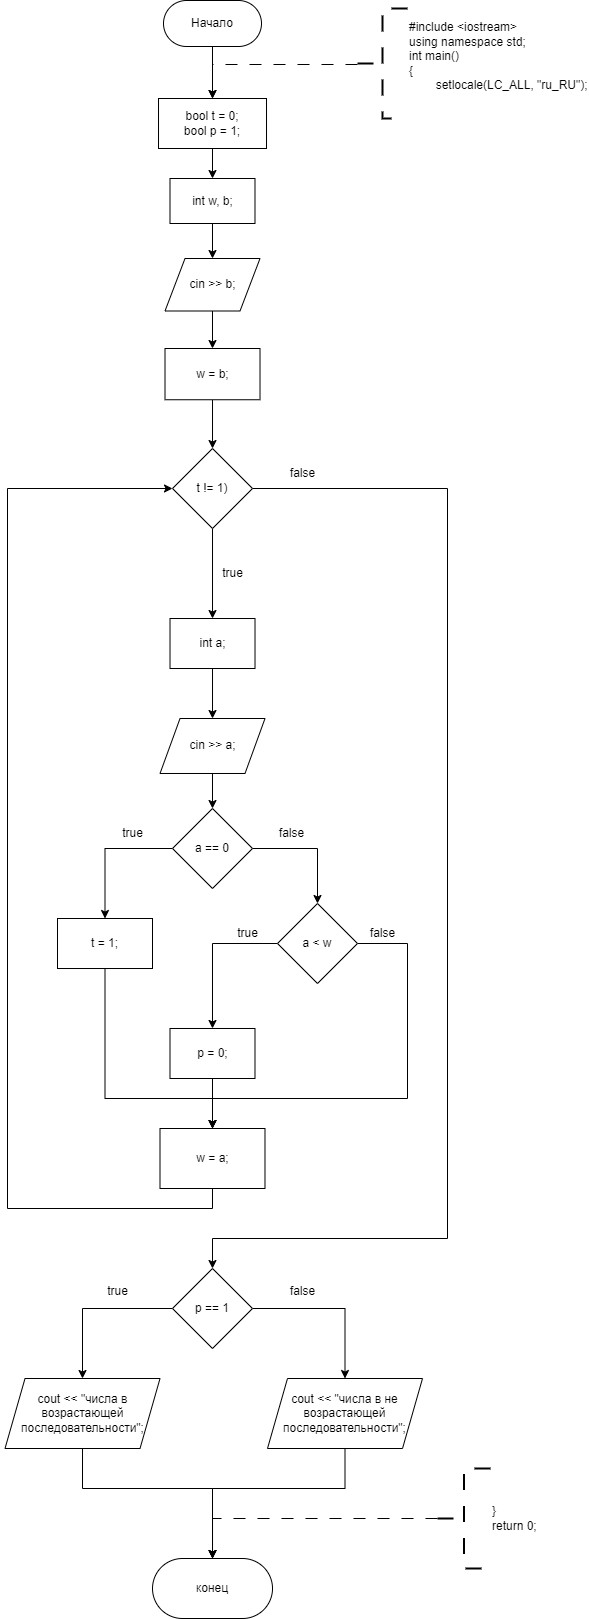 Начало
#include <iostream>
using namespace std;
int main()
{
setlocale(LC_ALL, "ru_RU");
bool t = 0;
bool p = 1;
int w, b;
cin >> b;
w = b;
t != 1)
false
true
int a;
cin >> a;
true
false
a == 0
true
false
t = 1;
a < w
p = 0;
w = a;
true
false
p == 1
cout << "числа в
возрастающей
последовательности";
cout << "числа в не
возрастающей
последовательности";
}
return 0;
конец